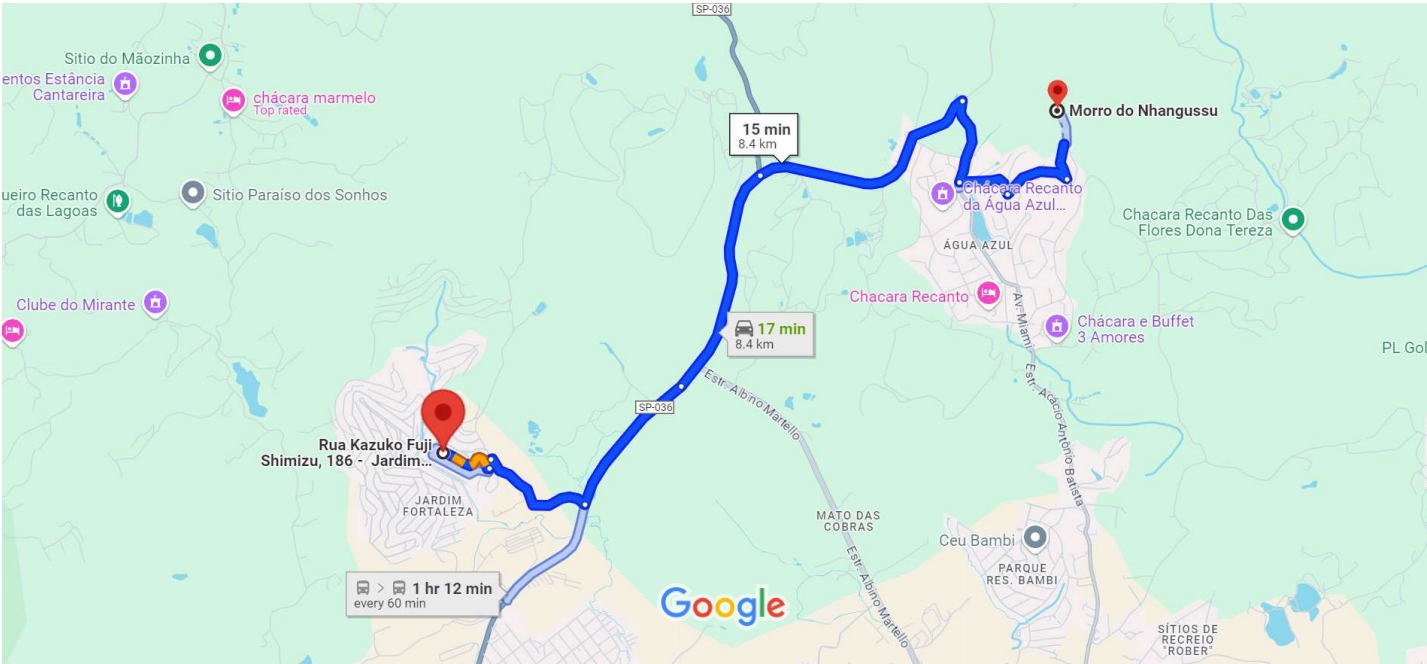 SP-036
Sitio do Mãozinha
entos Estância
Cantareira
chácara marmelo
Top rated
Morro do Nhangussu
15 min
8.4 km
ueiro Recanto
das Lagoas
Sitio Paraíso dos Sonhos
Chácara Recanto
da Água Azul...
Chacara Recanto Das
Flores Dona Tereza
ÁGUA AZUL
Clube do Mirante
Chacara Recanto
Av. Miami
Chácara e Buffet
3 Amores
17 min
8.4 km
PL Gol
Estr. Albino Martello
Estr. Acácio Antônio Batista
SP-036
Rua Kazuko Fuji
Shimizu, 186 - Jardim...
JARDIM
FORTALEZA
MATO DAS
COBRAS
Ceu Bambi
PARQUE
RES. BAMBI
Estr. Albino Martello
> 1 hr 12 min
every 60 min
Google
SÍTIOS DE
RECREIO
"ROBER"